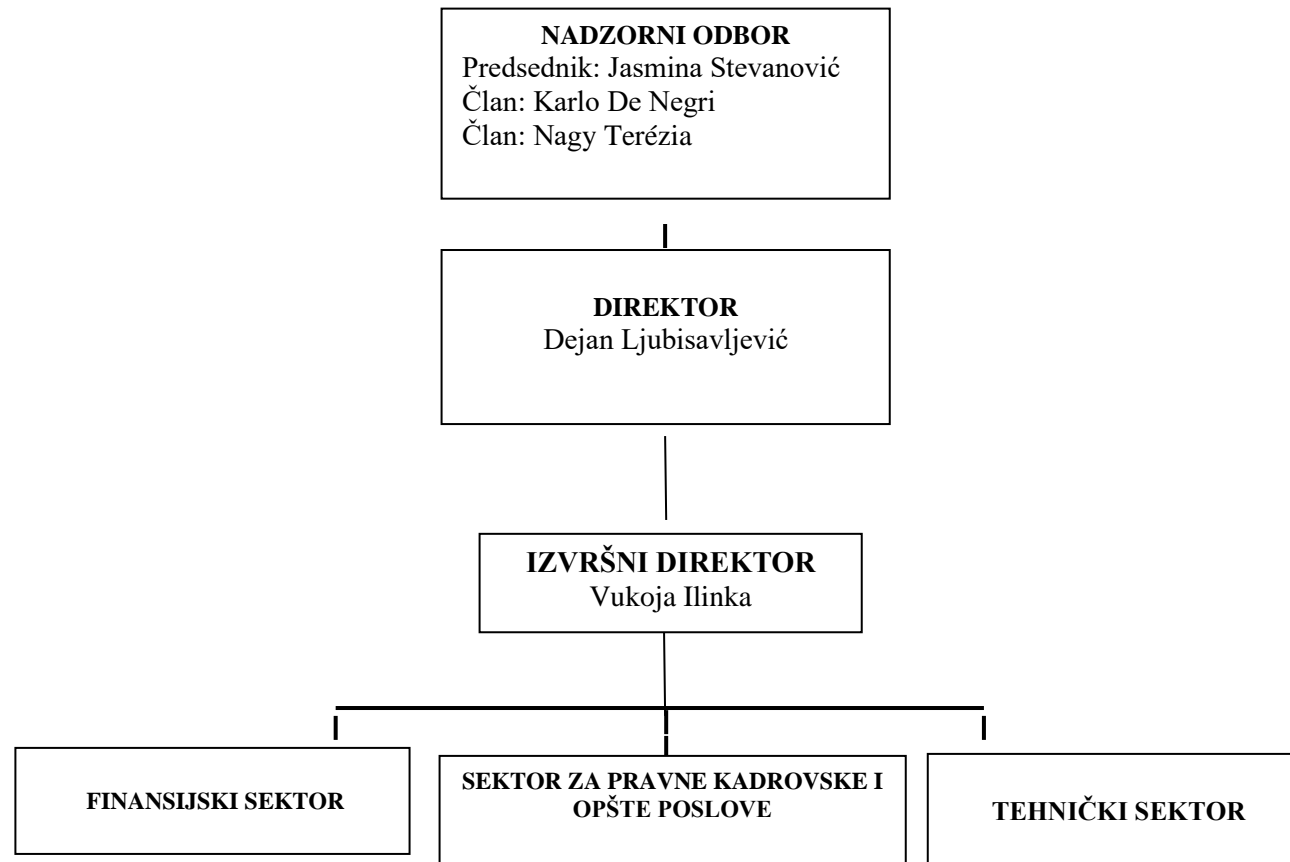 NADZORNI ODBOR
Predsednik: Jasmina Stevanović
Član: Karlo De Negri
Član: Nagy Terézia
DIREKTOR
Dejan Ljubisavljević
IZVRŠNI DIREKTOR
Vukoja Ilinka
FINANSIJSKI SEKTOR
SEKTOR ZA PRAVNE KADROVSKE I
OPŠTE POSLOVE
TEHNIČKI SEKTOR